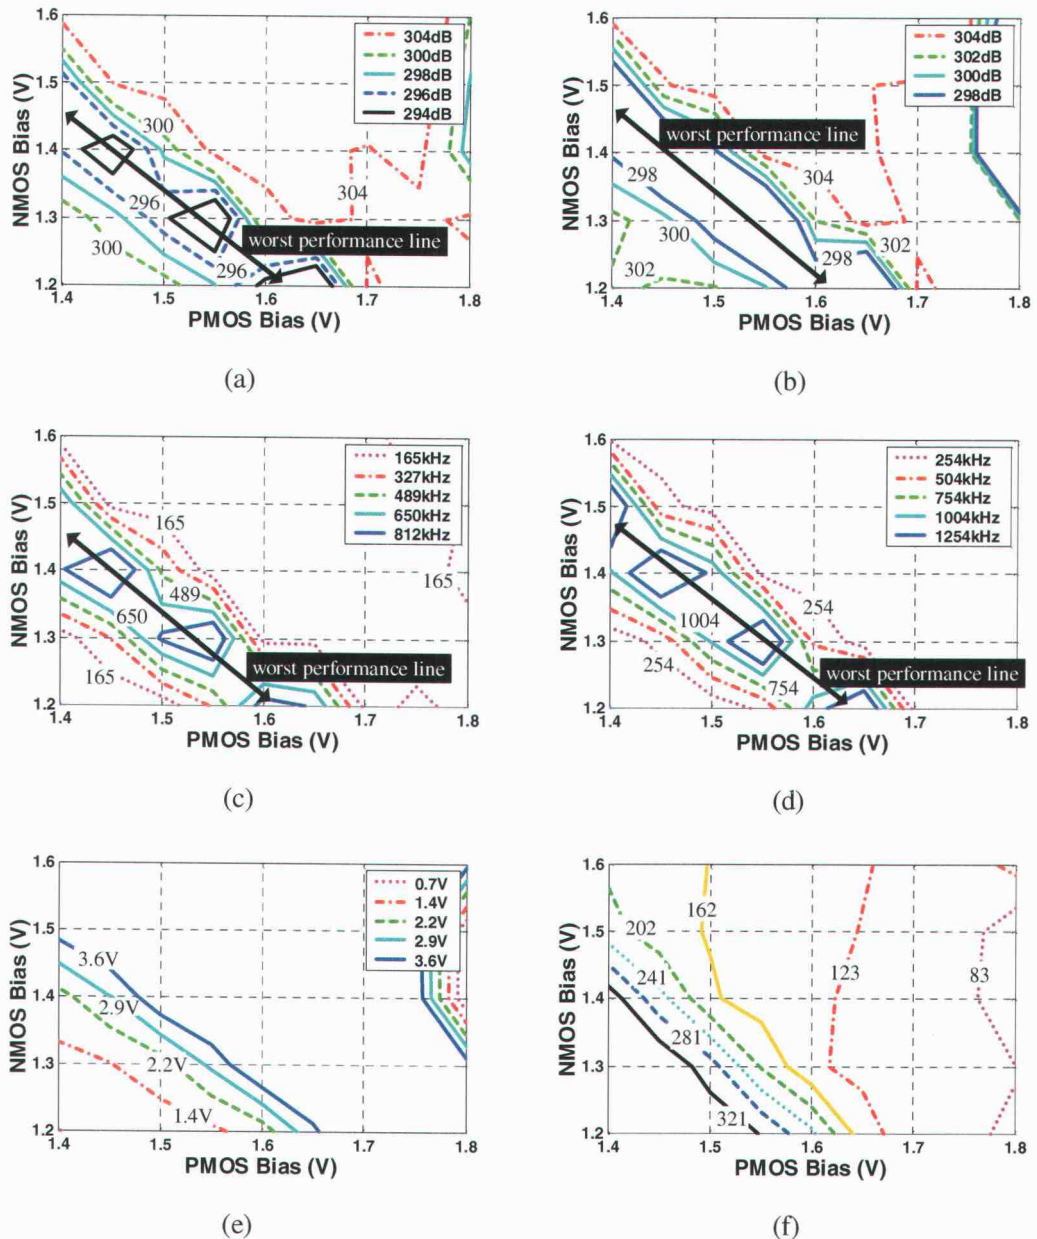 1.6
1.5
1.4
1.3
1.2
NMOS Bias (V)
304dB
300dB
298dB
296dB
294dB
300
304
296
300
296
worst performance line
1.4
1.5
1.6
1.7
1.8
PMOS Bias (V)
(a)
1.6
1.5
1.4
1.3
1.2
NMOS Bias (V)
304dB
302dB
300dB
298dB
worst performance line
298
304
300
302
298
302
1.4
1.5
1.6
1.7
1.8
PMOS Bias (V)
(b)
1.6
1.5
1.4
1.3
1.2
NMOS Bias (V)
165kHz
327kHz
489kHz
650kHz
812kHz
165
165
489
650
165
worst performance line
1.4
1.5
1.6
1.7
1.8
PMOS Bias (V)
(c)
1.6
1.5
1.4
1.3
1.2
NMOS Bias (V)
254kHz
504kHz
754kHz
1004kHz
1254kHz
254
1004
254
754
worst performance line
1.4
1.5
1.6
1.7
1.8
PMOS Bias (V)
(d)
1.6
1.5
1.4
1.3
1.2
NMOS Bias (V)
0.7V
1.4V
2.2V
2.9V
3.6V
3.6V
2.9V
2.2V
1.4V
1.4
1.5
1.6
1.7
1.8
PMOS Bias (V)
(e)
1.6
1.5
1.4
1.3
1.2
NMOS Bias (V)
162
202
241
123
83
281
321
1.4
1.5
1.6
1.7
1.8
PMOS Bias (V)
(f)